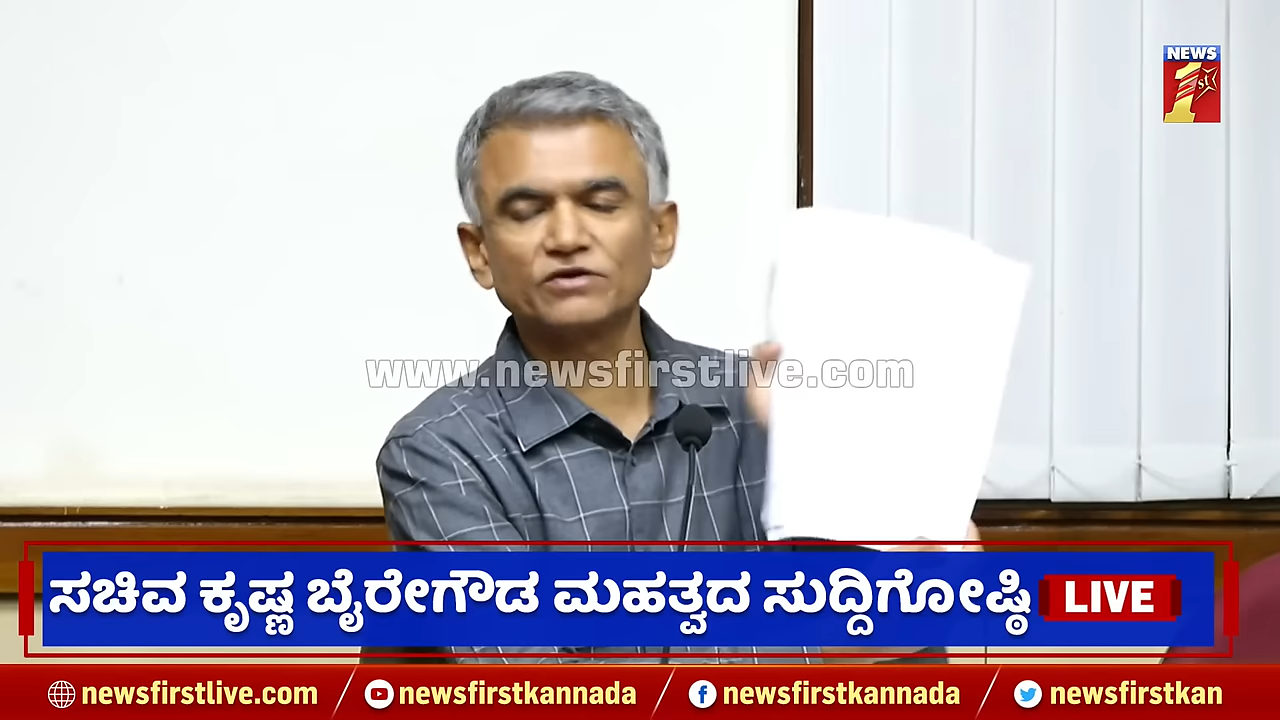 NEWS
1st
www.newsfirstlive.com
ಸಚಿವ ಕೃಷ್ಣ ಬೈರೇಗೌಡ ಮಹತ್ವದ ಸುದ್ದಿಗೋಷ್ಠಿ LIVE
newsfirstlive.com newsfirstkannada newsfirstkannada newsfirstkan